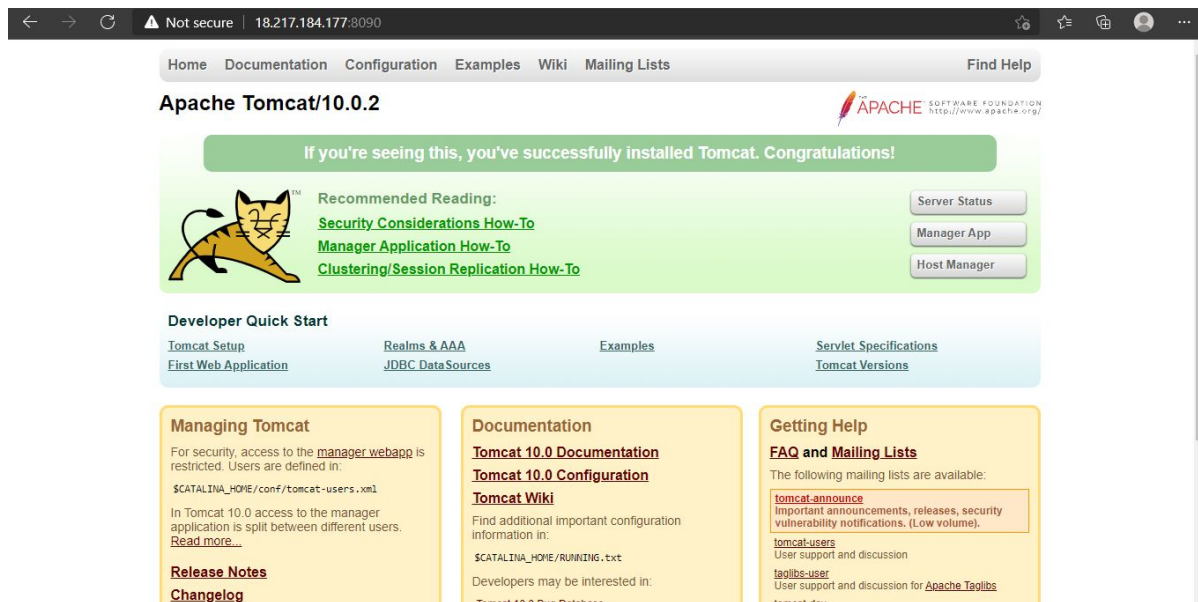 Not secure 18.217.184.177:8090
Home Documentation Configuration Examples Wiki Mailing Lists Find Help
Apache Tomcat/10.0.2
THE
APACHE SOFTWARE FOUNDATION
http://www.apache.org/
If you're seeing this, you've successfully installed Tomcat. Congratulations!
TM
Recommended Reading:
Security Considerations How-To
Manager Application How-To
Clustering/Session Replication How-To
Server Status
Manager App
Host Manager
Developer Quick Start
Tomcat Setup
First Web Application
Realms & AAA
JDBC DataSources
Examples
Servlet Specifications
Tomcat Versions
Managing Tomcat
For security, access to the manager webapp is
restricted. Users are defined in:
$CATALINA_HOME/conf/tomcat-users.xml
In Tomcat 10.0 access to the manager
application is split between different users.
Read more...
Release Notes
Changelog
Documentation
Tomcat 10.0 Documentation
Tomcat 10.0 Configuration
Tomcat Wiki
Find additional important configuration
information in:
$CATALINA_HOME/RUNNING.txt
Developers may be interested in:
Tomcat 10.0 Bug Database
Getting Help
FAQ and Mailing Lists
The following mailing lists are available:
tomcat-announce
Important announcements, releases, security
vulnerability notifications. (Low volume).
tomcat-users
User support and discussion
taglibs-user
User support and discussion for Apache Taglibs
tomcat-dev